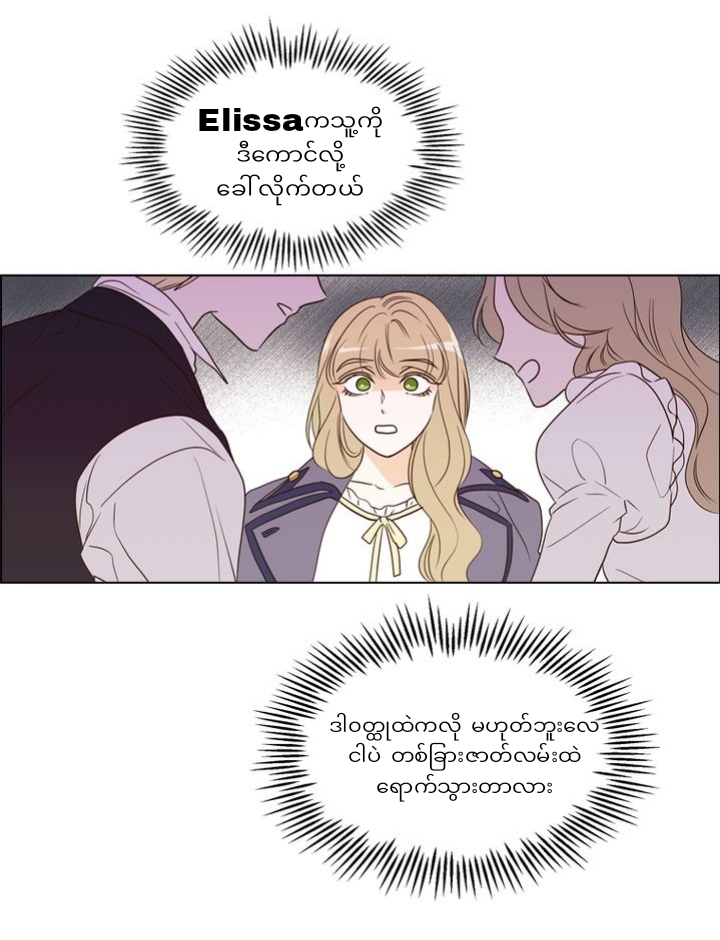 Elissaကသူ့ကို
ဒီကောင်လို့
ခေါ်လိုက်တယ်
ဒါဝတ္ထုထဲကလို မဟုတ်ဘူးလေ
ငါပဲ တစ်ခြားဇာတ်လမ်းထဲ
ရောက်သွားတာလား